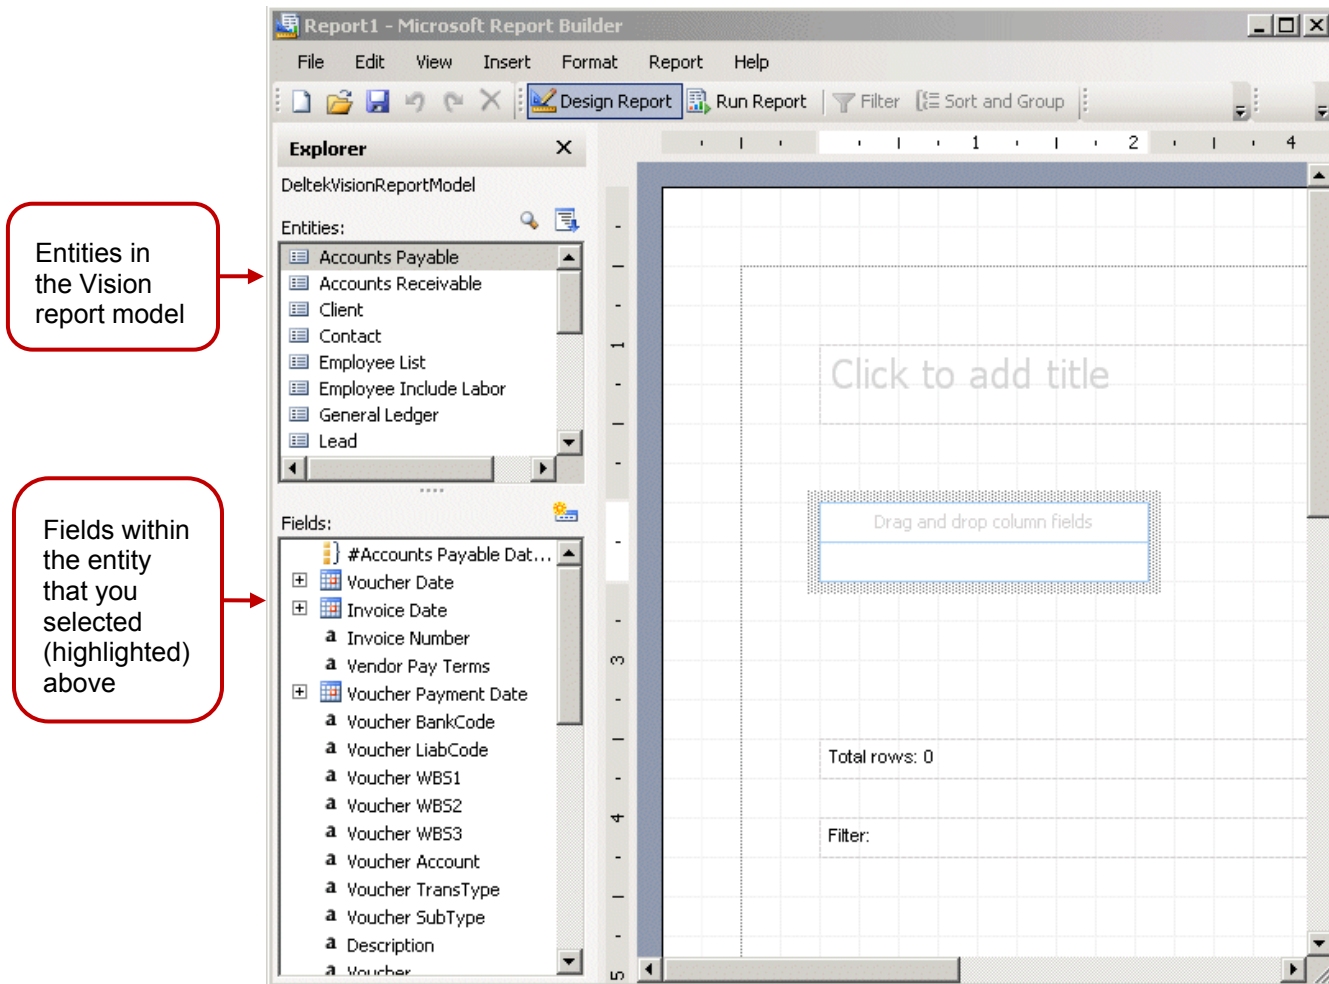 Report1 - Microsoft Report Builder
File Edit View Insert Format Report Help
Design Report Run Report Filter Sort and Group
Explorer
DeltekVisionReportModel
Entities:
Accounts Payable
Accounts Receivable
Client
Contact
Employee List
Employee Include Labor
General Ledger
Lead
Fields:
#Accounts Payable Dat...
Voucher Date
Invoice Date
a Invoice Number
a Vendor Pay Terms
Voucher Payment Date
a Voucher BankCode
a Voucher LiabCode
a Voucher WBS1
a Voucher WBS2
a Voucher WBS3
a Voucher Account
a Voucher TransType
a Voucher SubType
a Description
a Voucher
Entities in
the Vision
report model
Fields within
the entity
that you
selected
(highlighted)
above
1 2 4
1
3
4
5
Click to add title
Drag and drop column fields
Total rows: 0
Filter: